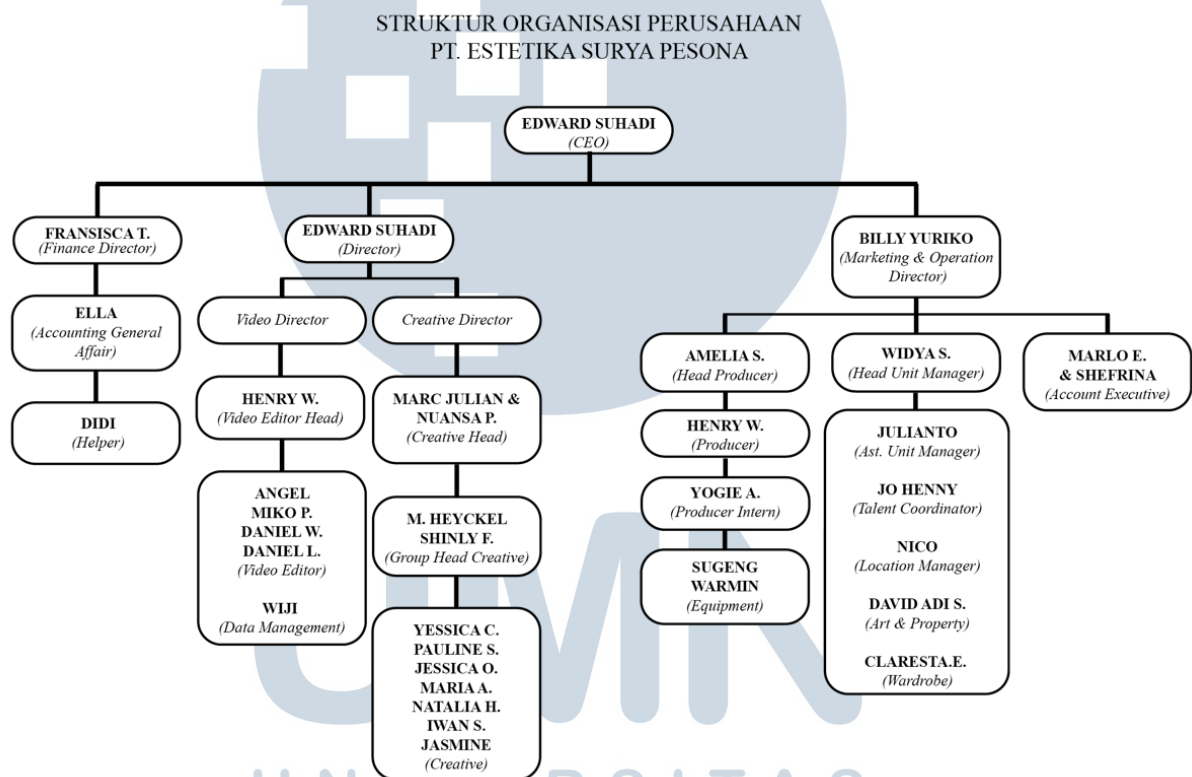 STRUKTUR ORGANISASI PERUSAHAAN
PT. ESTETIKA SURYA PESONA
EDWARD SUHADI
(CEO)
FRANSISCA T.
(Finance Director)
ELLA
(Accounting General
Affair)
DIDI
(Helper)
EDWARD SUHADI
(Director)
Video Director
HENRY W.
(Video Editor Head)
ANGEL
MIKO P.
DANIEL W.
DANIEL L.
(Video Editor)
WIJI
(Data Management)
Creative Director
MARC JULIAN &
NUANSA P.
(Creative Head)
M. HEYCKEL
SHINLY F.
(Group Head Creative)
YESSICA C.
PAULINE S.
JESSICA O.
MARIA A.
NATALIA H.
IWAN S.
JASMINE
(Creative)
BILLY YURIKO
(Marketing & Operation
Director)
AMELIA S.
(Head Producer)
HENRY W.
(Producer)
YOGIE A.
(Producer Intern)
SUGENG
WARMIN
(Equipment)
WIDYA S.
(Head Unit Manager)
JULIANTO
(Ast. Unit Manager)
JO HENNY
(Talent Coordinator)
NICO
(Location Manager)
DAVID ADI S.
(Art & Property)
CLARESTA.E.
(Wardrobe)
MARLO E.
& SHEFRINA
(Account Executive)
UMN